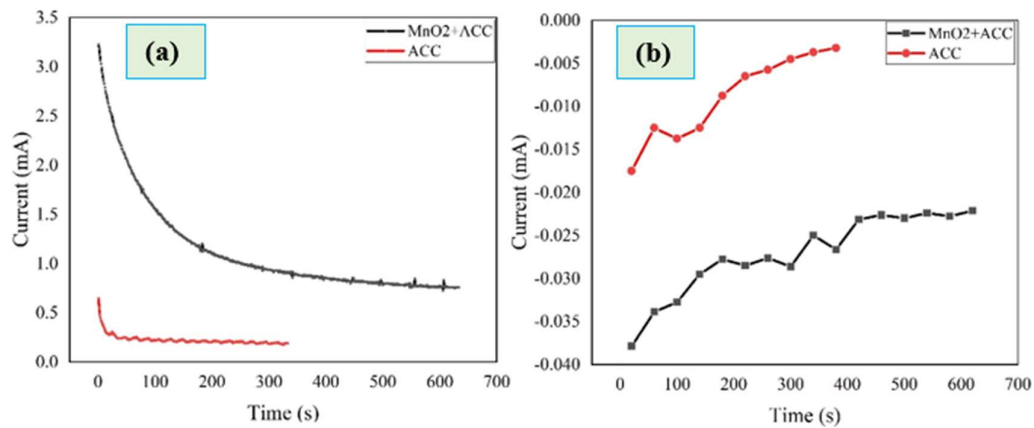 (a)
MnO2+ACC
ACC
3.5
3.0
2.5
2.0
1.5
1.0
0.5
0.0
Current (mA)
0 100 200 300 400 500 600 700
Time (s)
(b)
MnO2+ACC
ACC
0.000
-0.005
-0.010
-0.015
-0.020
-0.025
-0.030
-0.035
-0.040
Current (mA)
0 100 200 300 400 500 600 700
Time (s)